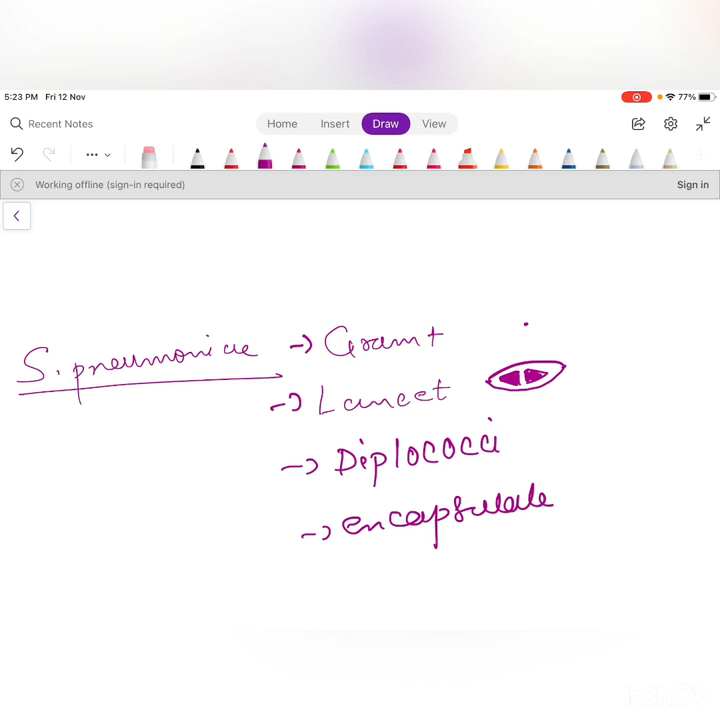 5:23 PM Fri 12 Nov 77%
Recent Notes Home Insert Draw View
Working offline (sign-in required) Sign in
S. pneumoniae -> Gram +
-> Lancet
-> Diplococci
-> encapsulate